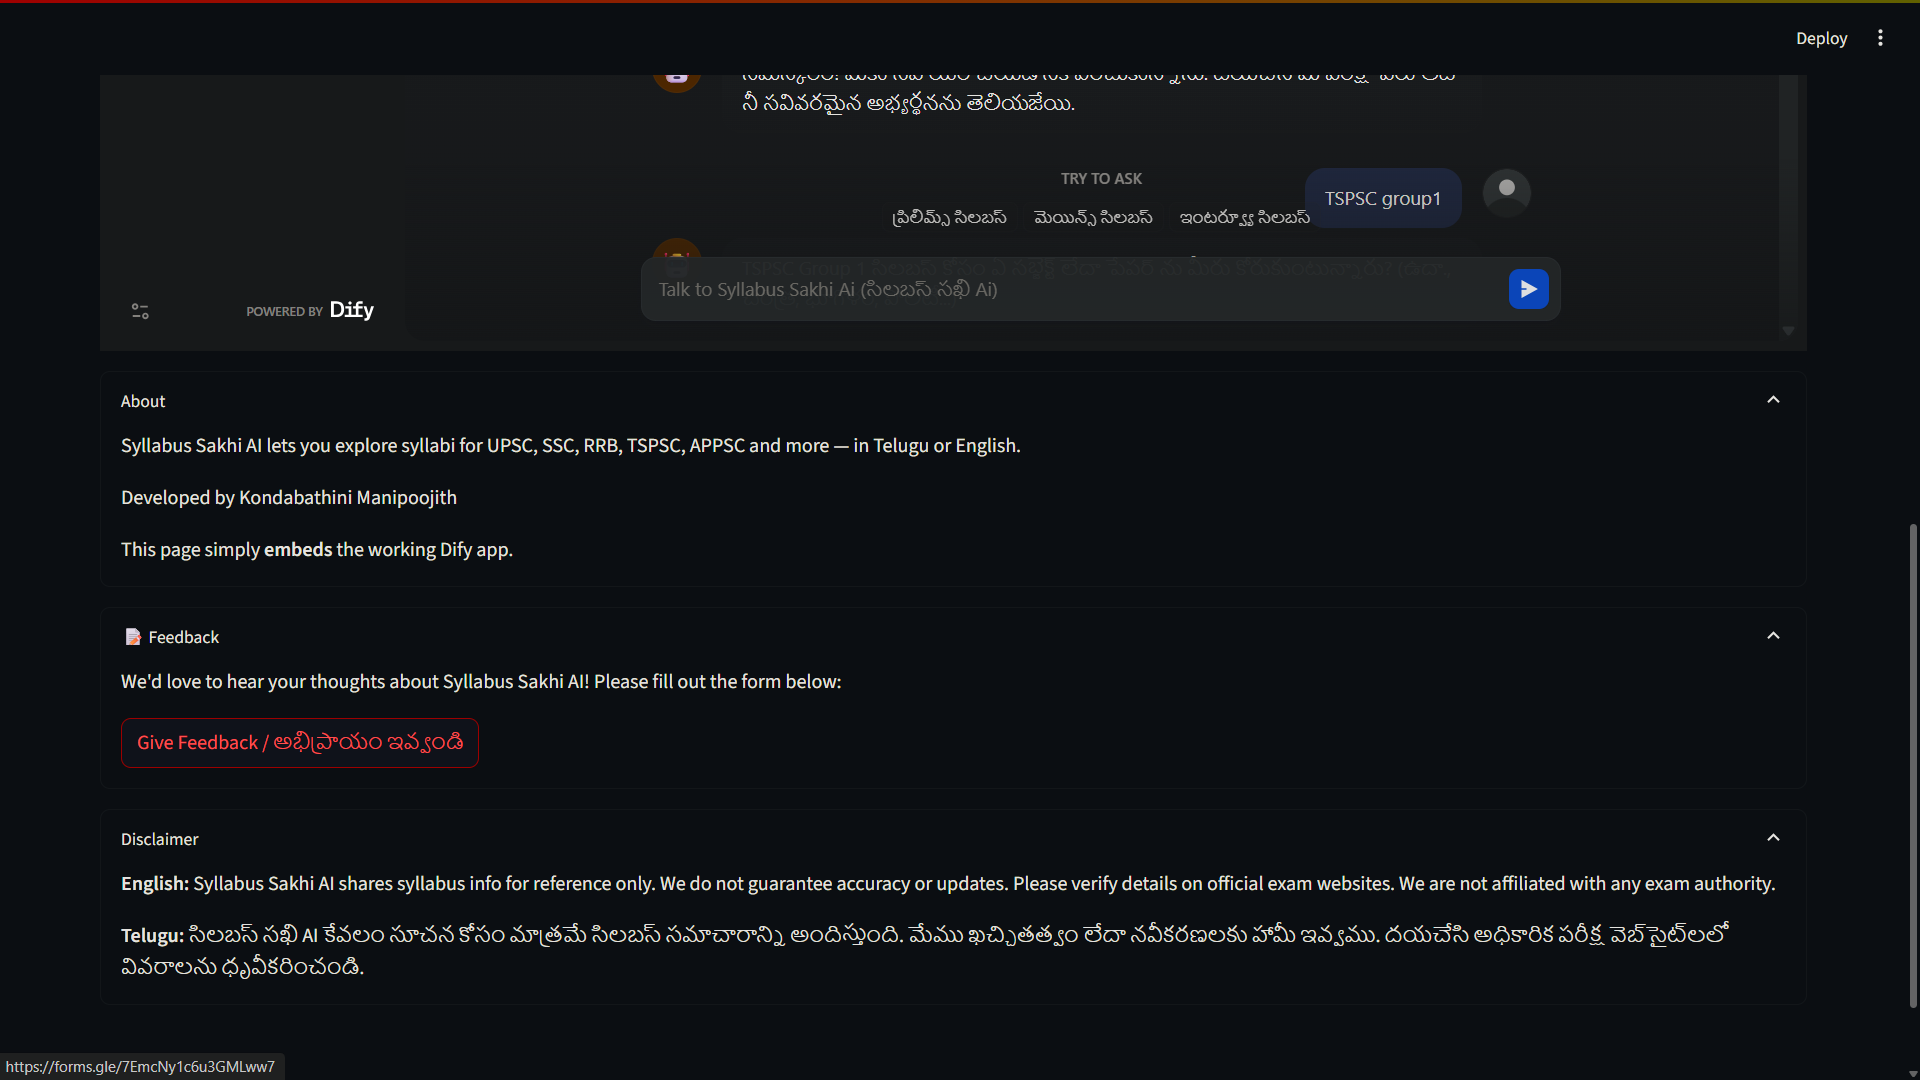 Deploy
నీ సవివరమైన అభ్యర్థనను తెలియజేయి.
TRY TO ASK
TSPSC group1
ప్రిలిమ్స్ సిలబస్ మెయిన్స్ సిలబస్ ఇంటర్వ్యూ సిలబస్
TSPSC Group 1 సిలబస్ కోసం ఏ సబ్జెక్ట్ లేదా పేపర్ ను మీరు కోరుకుంటున్నారు?
Talk to Syllabus Sakhi Ai (సిలబస్ సఖి Ai)
POWERED BY Dify
About
Syllabus Sakhi AI lets you explore syllabi for UPSC, SSC, RRB, TSPSC, APPSC and more — in Telugu or English.
Developed by Kondabathini Manipoojith
This page simply embeds the working Dify app.
📝 Feedback
We'd love to hear your thoughts about Syllabus Sakhi AI! Please fill out the form below:
Give Feedback / అభిప్రాయం ఇవ్వండి
Disclaimer
English: Syllabus Sakhi AI shares syllabus info for reference only. We do not guarantee accuracy or updates. Please verify details on official exam websites. We are not affiliated with any exam authority.
Telugu: సిలబస్ సఖి AI కేవలం సూచన కోసం మాత్రమే సిలబస్ సమాచారాన్ని అందిస్తుంది. మేము ఖచ్చితత్వం లేదా నవీకరణలకు హామీ ఇవ్వము. దయచేసి అధికారిక పరీక్ష వెబ్‌సైట్‌లలో
వివరాలను ధృవీకరించండి.
https://forms.gle/7EmcNy1c6u3GMLww7